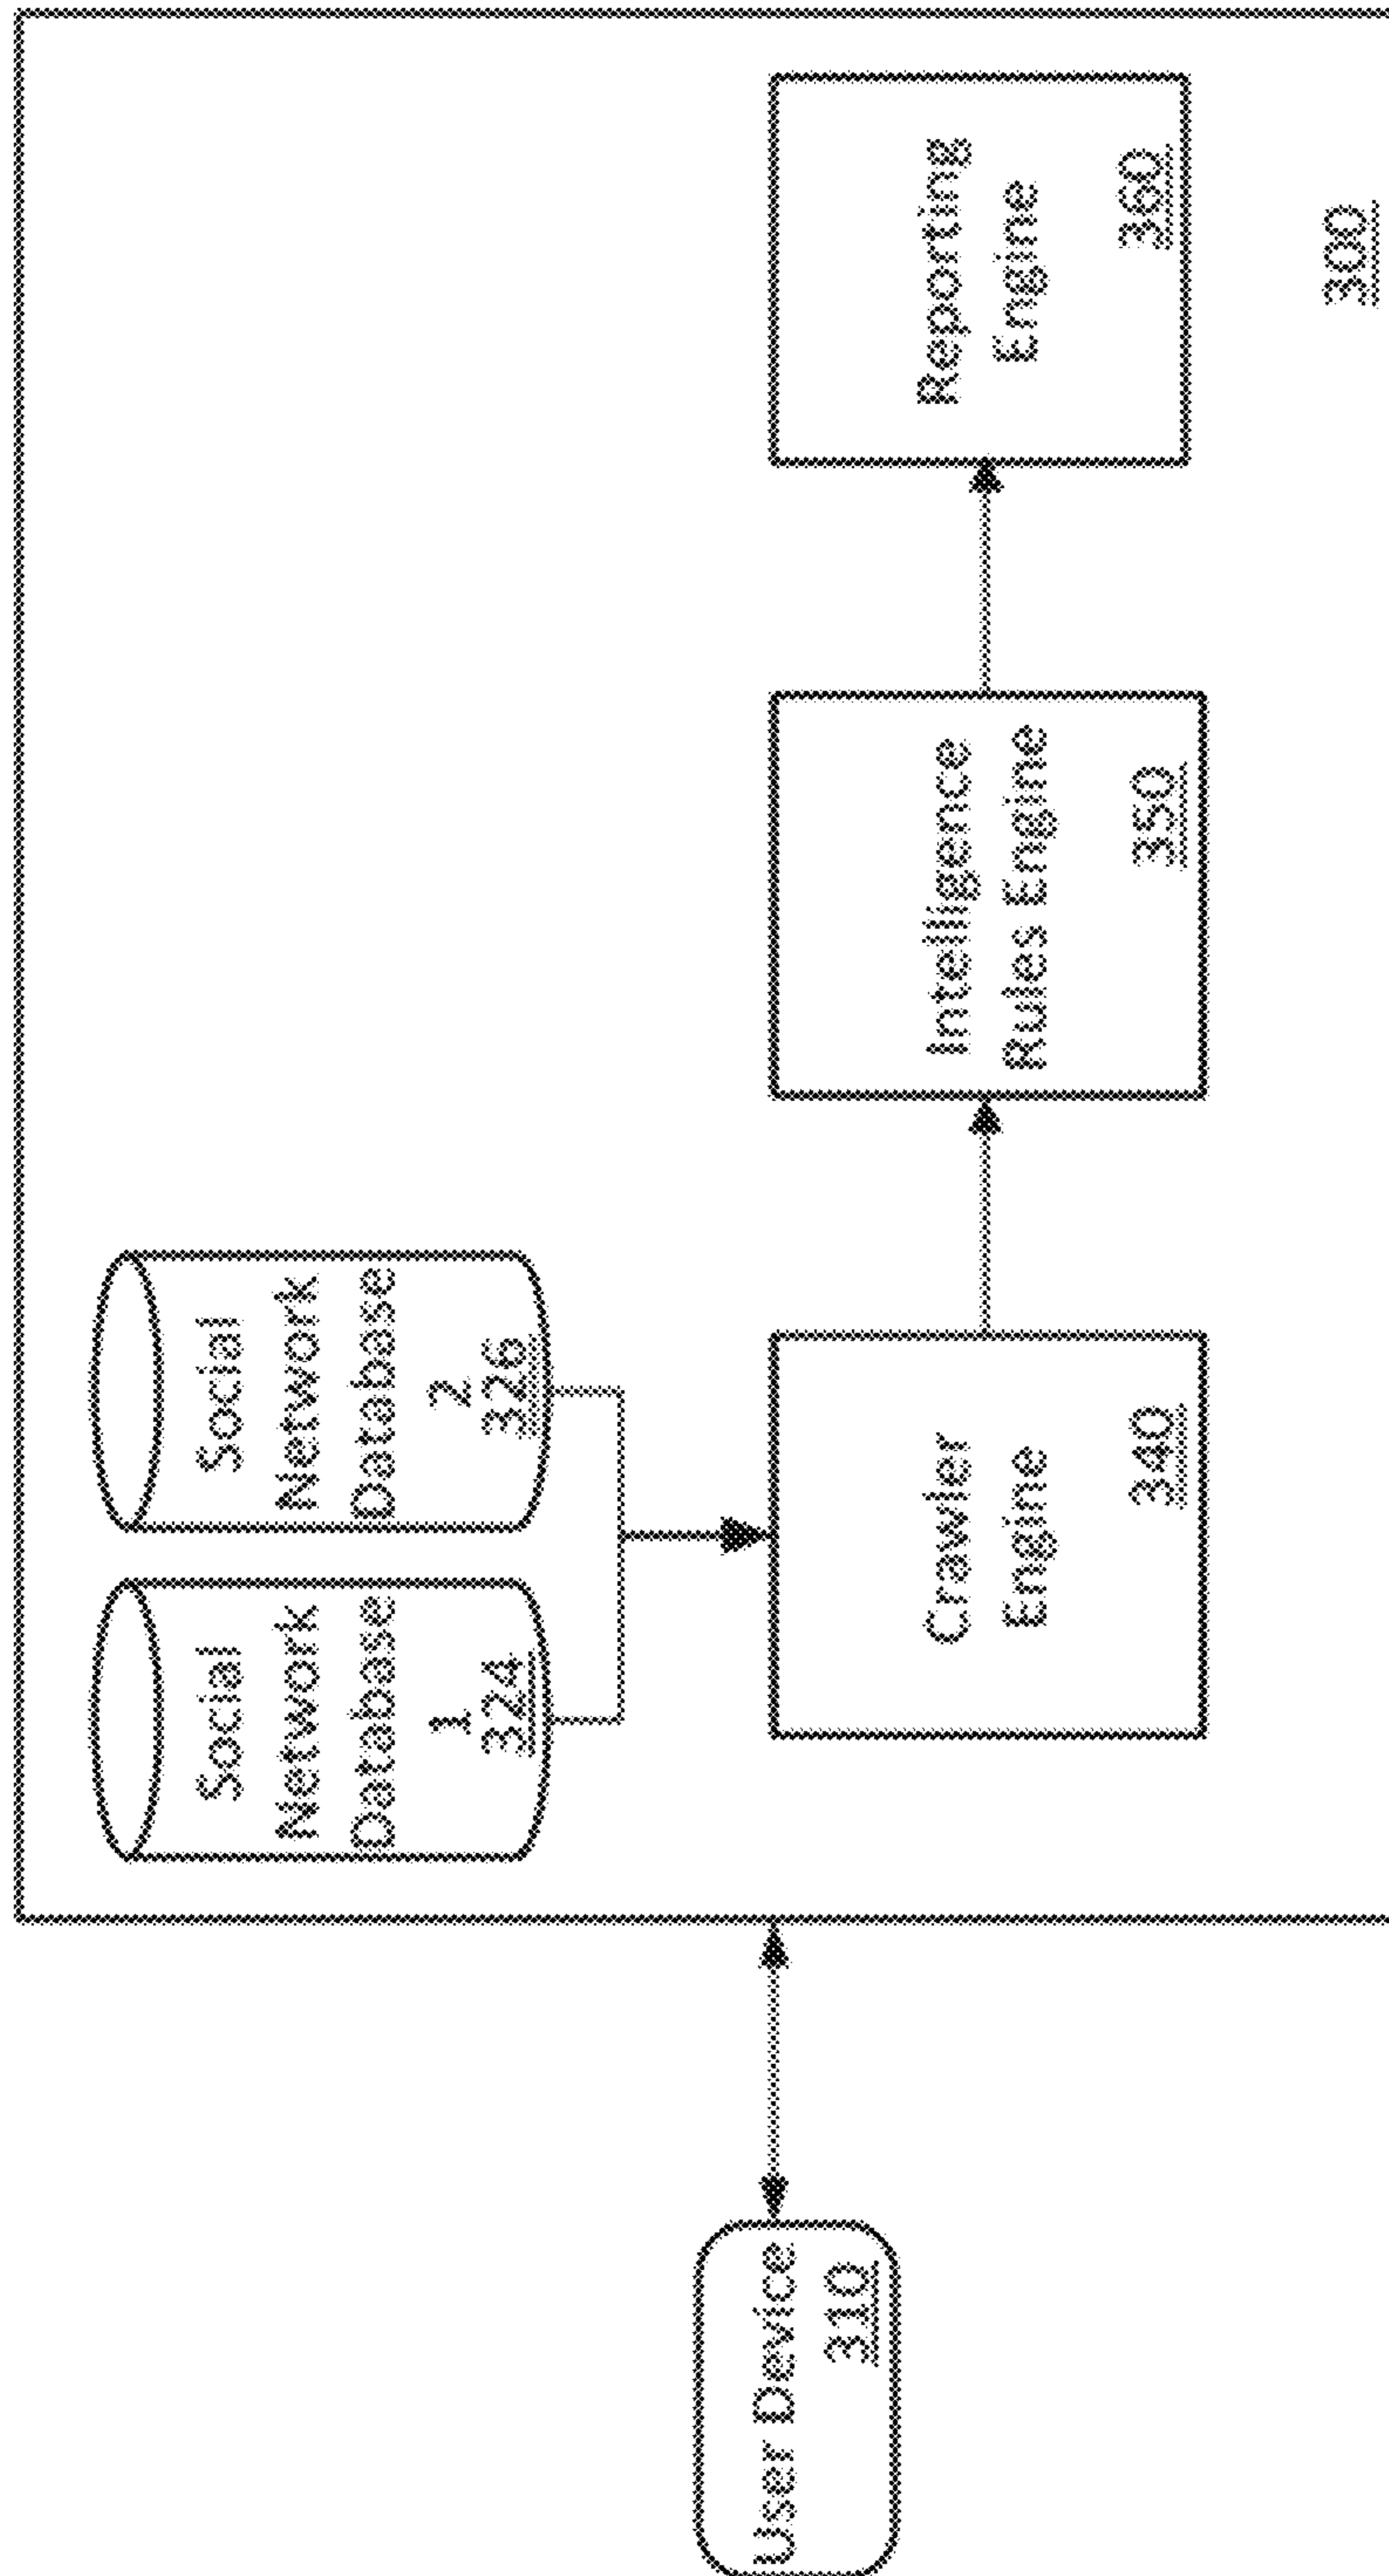 Social
Network
Database
1
324
Social
Network
Database
2
326
User Device
310
Crawler
Engine
340
Intelligence
Rules Engine
350
Reporting
Engine
360
300